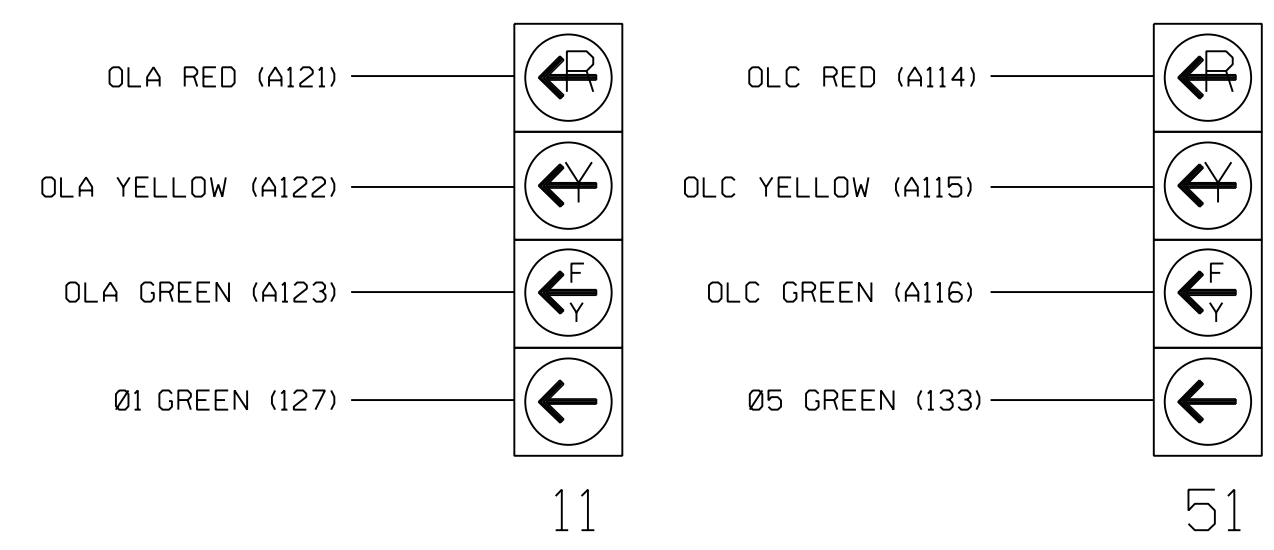 OLA RED (A121)
R
OLA YELLOW (A122)
Y
OLA GREEN (A123)
F
Y
Ø1 GREEN (127)
11
OLC RED (A114)
R
OLC YELLOW (A115)
Y
OLC GREEN (A116)
F
Y
Ø5 GREEN (133)
51